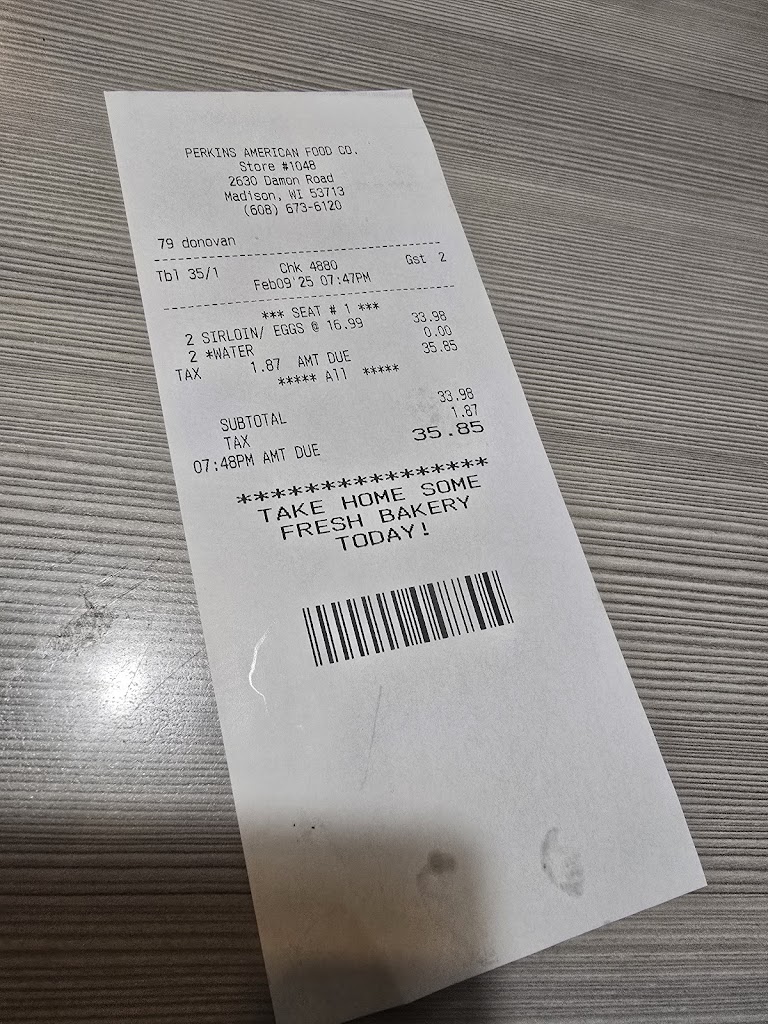 PERKINS AMERICAN FOOD CO.
Store #1048
2630 Damon Road
Madison, WI 53713
(608) 673-6120
79 donovan
Tbl 35/1 Chk 4880 Gst 2
Feb09'25 07:47PM
*** SEAT # 1 ***
2 SIRLOIN/ EGGS @ 16.99 33.98
2 *WATER 0.00
TAX 1.87 AMT DUE 35.85
***** All *****
SUBTOTAL 33.98
TAX 1.87
07:48PM AMT DUE 35.85
*****************
TAKE HOME SOME
FRESH BAKERY
TODAY!